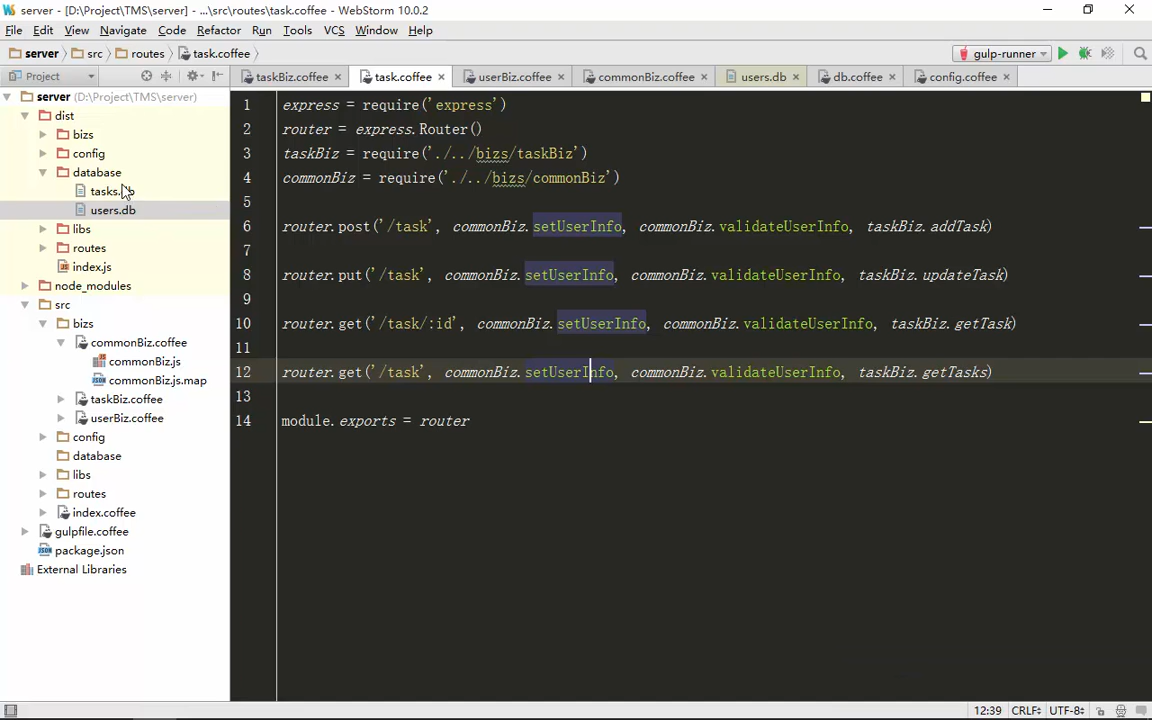 server - [D:\Project\TMS\server] - ...\src\routes\task.coffee - WebStorm 10.0.2
File Edit View Navigate Code Refactor Run Tools VCS Window Help
server src routes task.coffee gulp-runner
Project taskBiz.coffee task.coffee userBiz.coffee commonBiz.coffee users.db db.coffee config.coffee
server (D:\Project\TMS\server)
dist
bizs
config
database
users.db
libs
routes
index.js
node_modules
src
bizs
commonBiz.coffee
commonBiz.js
commonBiz.js.map
taskBiz.coffee
userBiz.coffee
config
database
libs
routes
index.coffee
gulpfile.coffee
package.json
External Libraries
1 express = require('express')
2 router = express.Router()
3 taskBiz = require('./../bizs/taskBiz')
4 commonBiz = require('./../bizs/commonBiz')
5
6 router.post('/task', commonBiz.setUserInfo, commonBiz.validateUserInfo, taskBiz.addTask)
7
8 router.put('/task', commonBiz.setUserInfo, commonBiz.validateUserInfo, taskBiz.updateTask)
9
10 router.get('/task/:id', commonBiz.setUserInfo, commonBiz.validateUserInfo, taskBiz.getTask)
11
12 router.get('/task', commonBiz.setUserInfo, commonBiz.validateUserInfo, taskBiz.getTasks)
13
14 module.exports = router
12:39 CRLF UTF-8